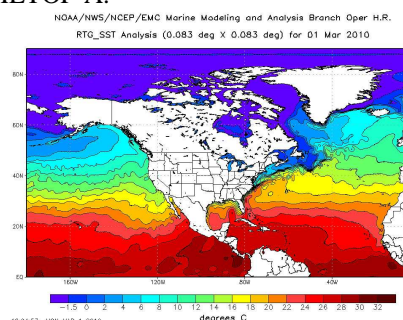 NOAA/NWS/NCEP/EMC Marine Modeling and Analysis Branch Oper H.R.
RTG_SST Analysis (0.083 deg X 0.083 deg) for 01 Mar 2010
80N
60N
40N
20N
EQ
160W 120W 80W 40W
-1.5 0 2 4 6 8 10 12 14 16 18 20 22 24 26 28 30 32
degrees C